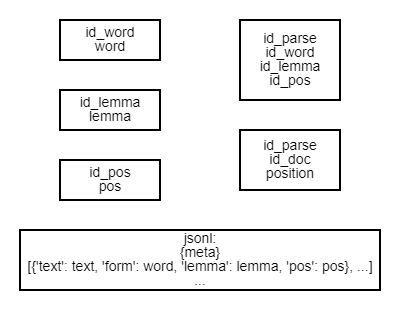 id_word
word
id_lemma
lemma
id_pos
pos
id_parse
id_word
id_lemma
id_pos
id_parse
id_doc
position
jsonl:
{meta}
[{'text': text, 'form': word, 'lemma': lemma, 'pos': pos}, ...]
...